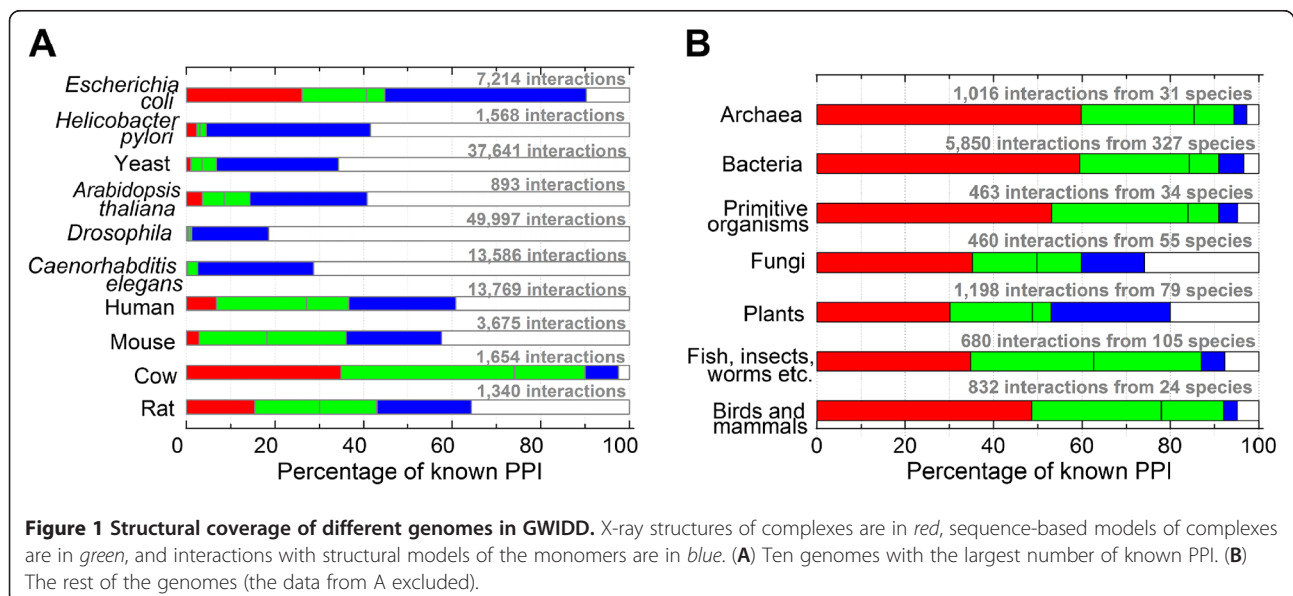 A
Escherichia
coli
7,214 interactions
Helicobacter
pylori
1,568 interactions
Yeast
37,641 interactions
Arabidopsis
thaliana
893 interactions
Drosophila
49,997 interactions
Caenorhabditis
elegans
13,586 interactions
Human
13,769 interactions
Mouse
3,675 interactions
Cow
1,654 interactions
Rat
1,340 interactions
0 20 40 60 80 100
Percentage of known PPI
B
Archaea
1,016 interactions from 31 species
Bacteria
5,850 interactions from 327 species
Primitive
organisms
463 interactions from 34 species
Fungi
460 interactions from 55 species
Plants
1,198 interactions from 79 species
Fish, insects,
worms etc.
680 interactions from 105 species
Birds and
mammals
832 interactions from 24 species
0 20 40 60 80 100
Percentage of known PPI
Figure 1 Structural coverage of different genomes in GWIDD. X-ray structures of complexes are in red, sequence-based models of complexes
are in green, and interactions with structural models of the monomers are in blue. (A) Ten genomes with the largest number of known PPI. (B)
The rest of the genomes (the data from A excluded).